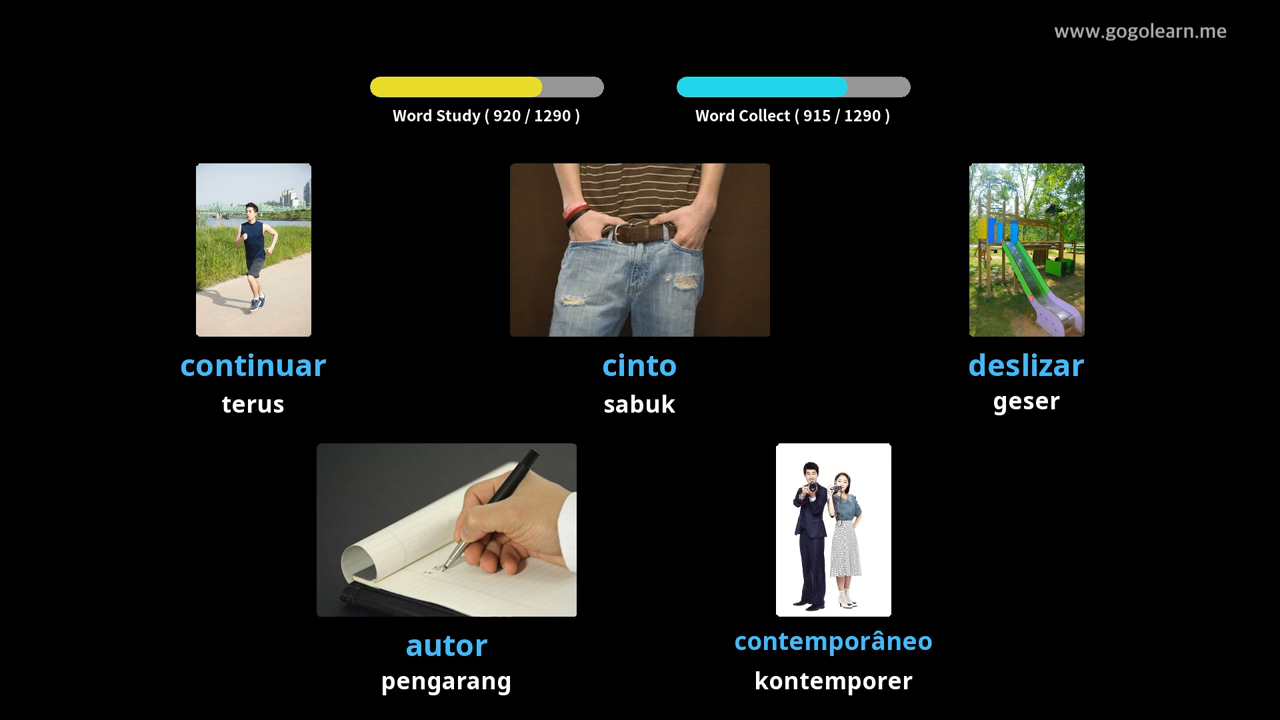 www.gogolearn.me
Word Study ( 920 / 1290 )
Word Collect ( 915 / 1290 )
continuar
terus
cinto
sabuk
deslizar
geser
autor
pengarang
contemporâneo
kontemporer